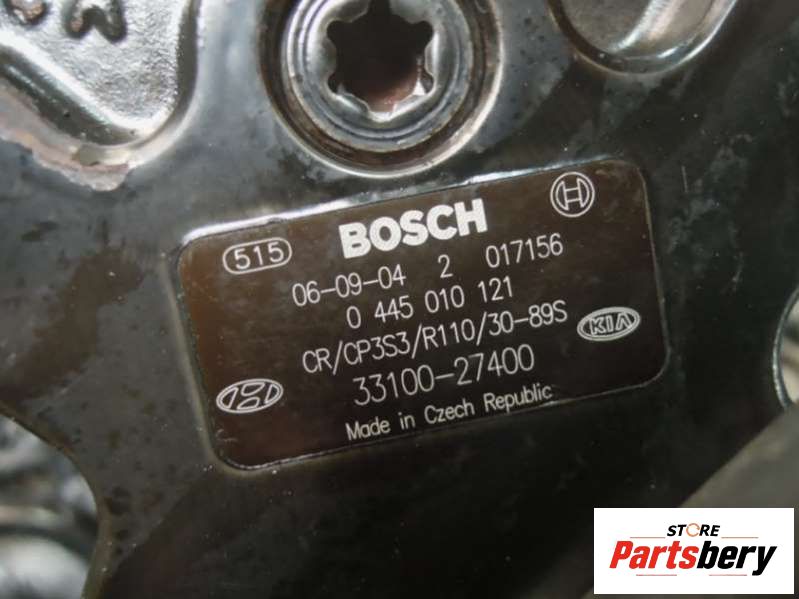 BOSCH
515
06-09-04 2 017156
0 445 010 121
CR/CP3S3/R110/30-89S
KIA
33100-27400
Made in Czech Republic
STORE
Partsbery